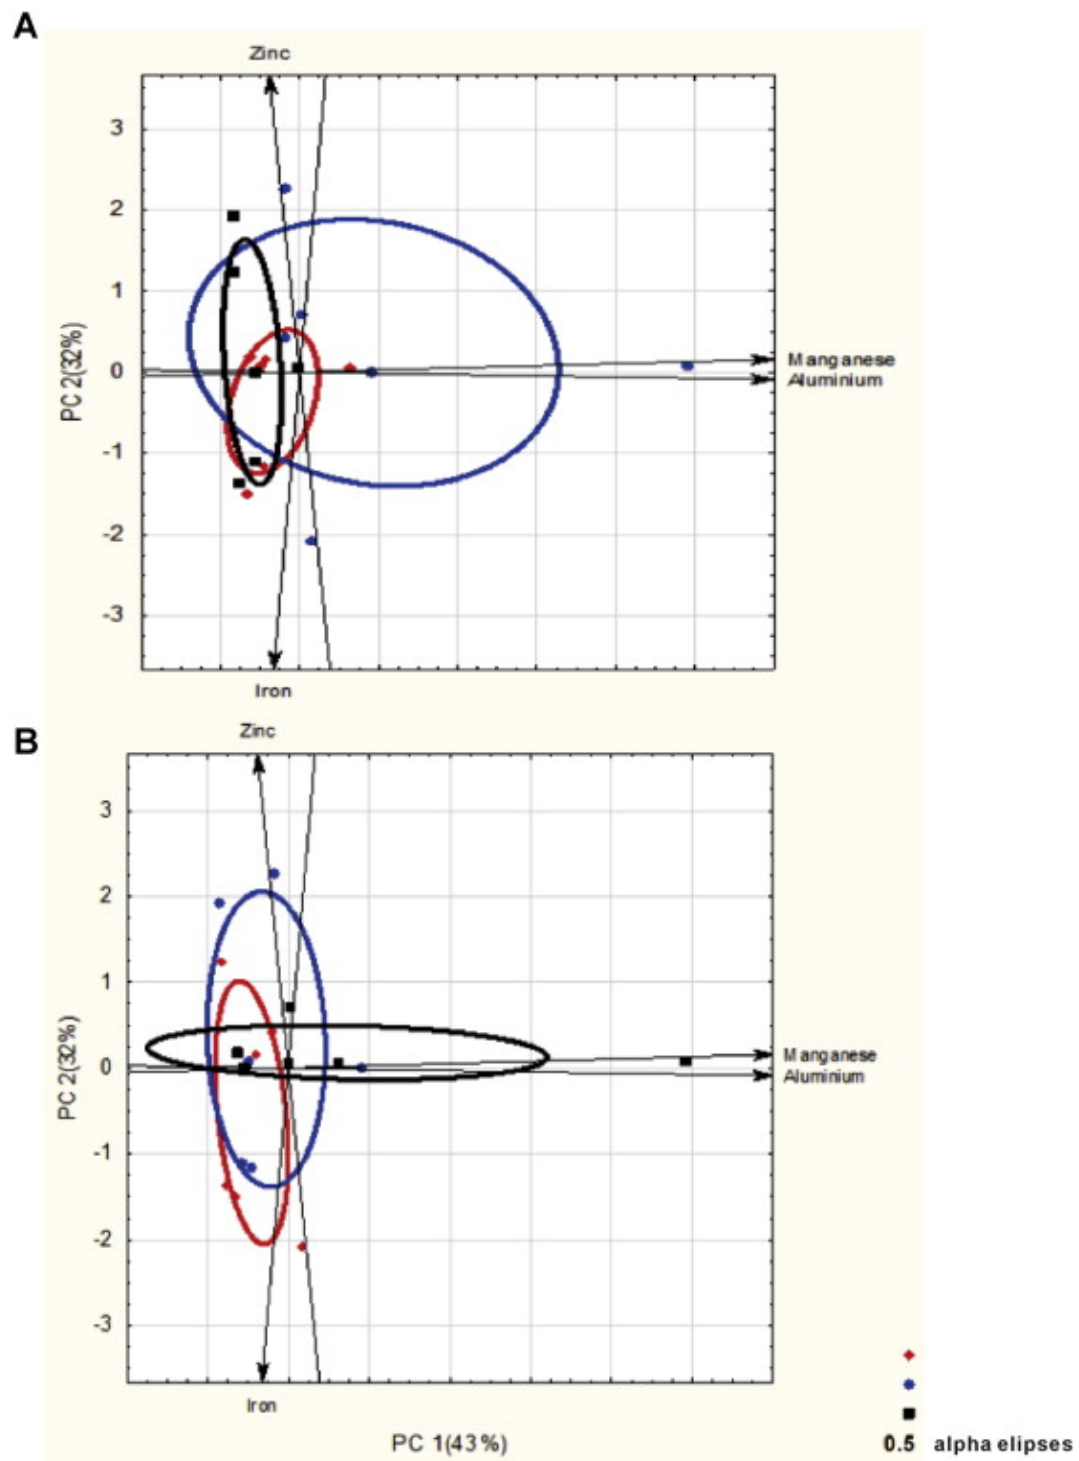 A
Zinc
3
2
1
0
-1
-2
-3
PC 2(32%)
Manganese
Aluminium
Iron
B
Zinc
3
2
1
0
-1
-2
-3
PC 2(32%)
Manganese
Aluminium
Iron
PC 1(43%)
0.5 alpha elipses